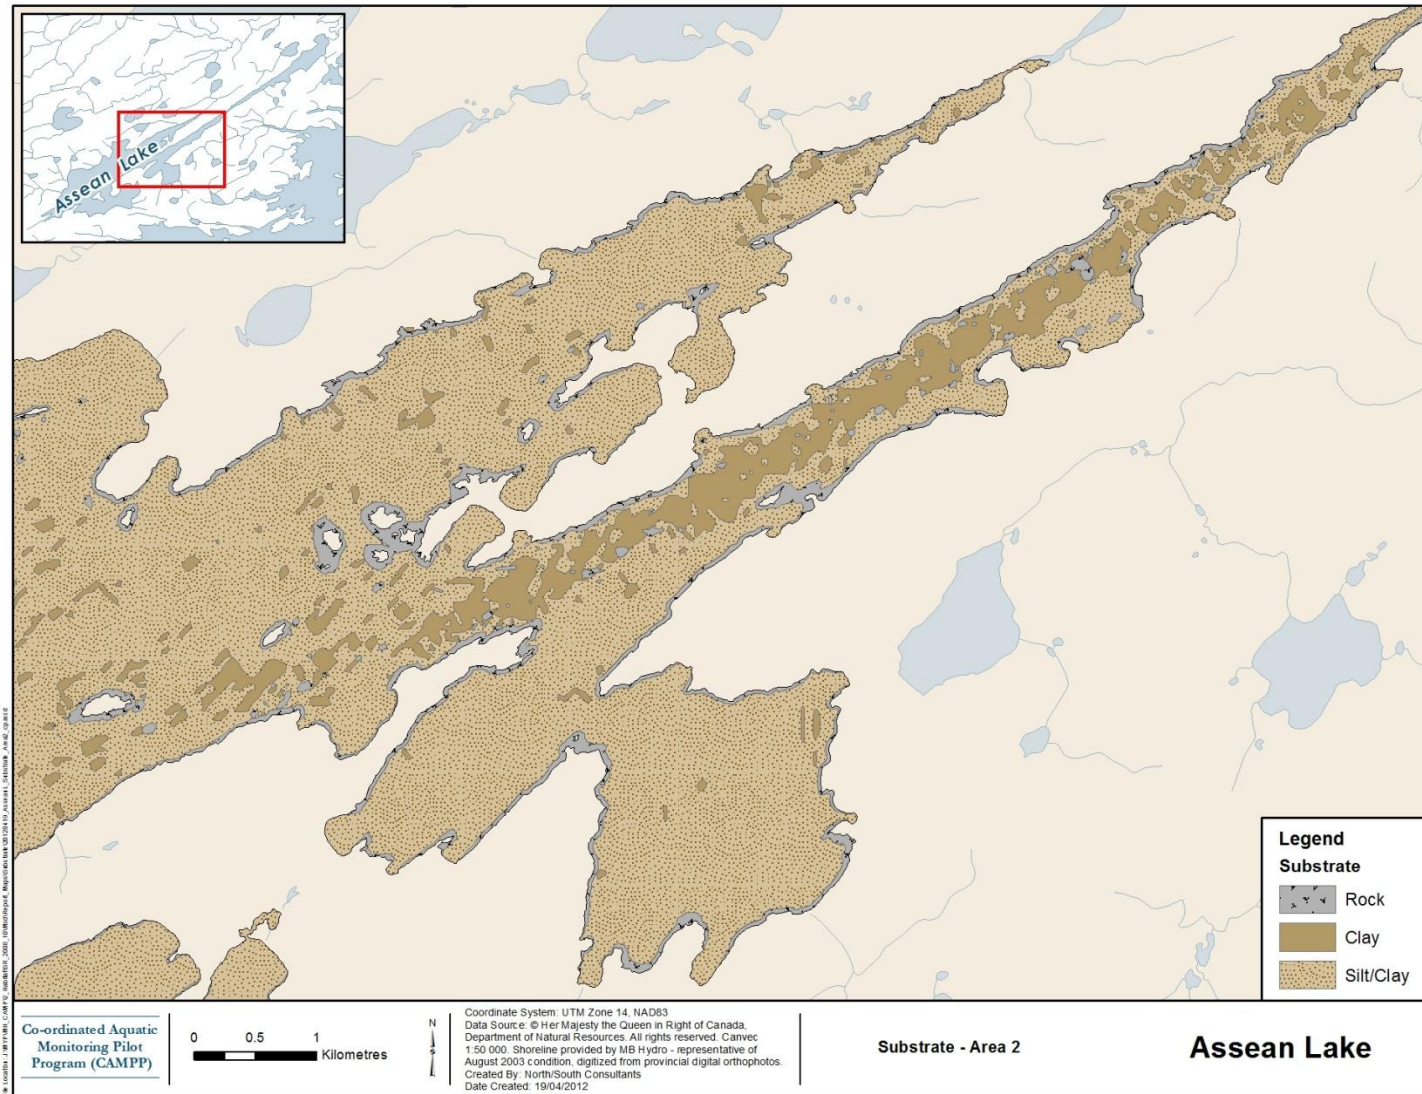 Assean Lake
Legend
Substrate
Rock
Clay
Silt/Clay
Co-ordinated Aquatic
Monitoring Pilot
Program (CAMPP)
0 0.5 1
Kilometres
N
Coordinate System: UTM Zone 14, NAD83
Data Source: © Her Majesty the Queen in Right of Canada,
Department of Natural Resources. All rights reserved. Canvec
1:50 000. Shoreline provided by MB Hydro - representative of
August 2003 condition, digitized from provincial digital orthophotos.
Created By: North/South Consultants
Date Created: 19/04/2012
Substrate - Area 2
Assean Lake